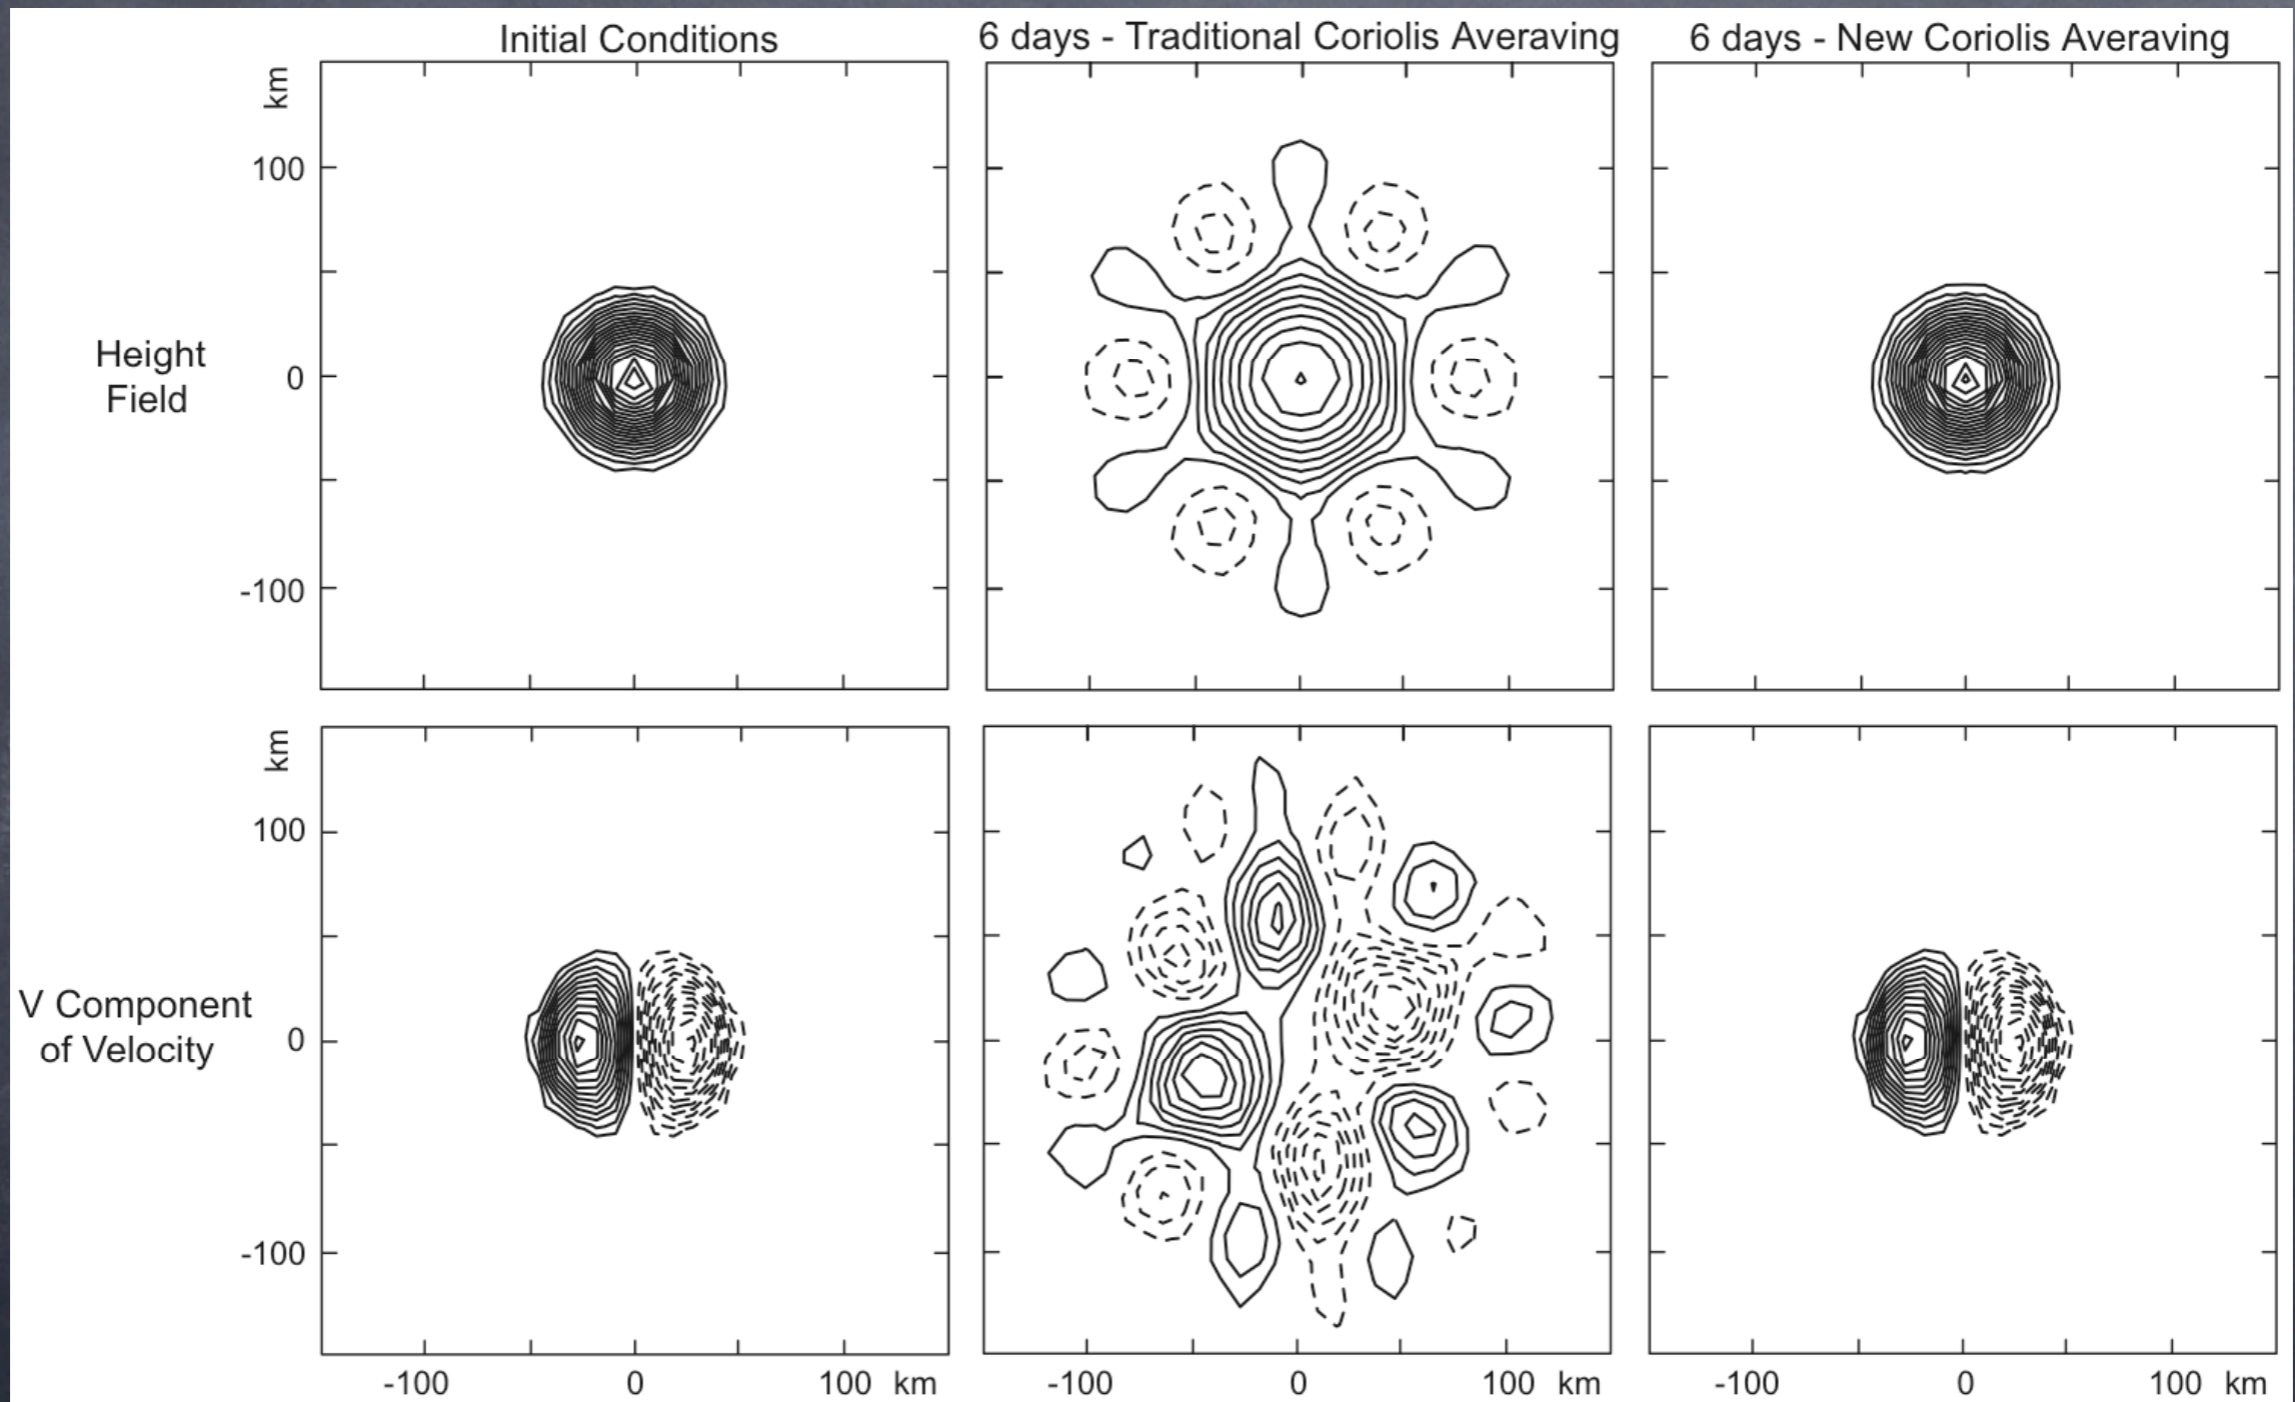 Initial Conditions
6 days - Traditional Coriolis Averaving
6 days - New Coriolis Averaving
km
100
0
-100
Height
Field
km
100
0
-100
V Component
of Velocity
-100 0 100 km
-100 0 100 km
-100 0 100 km